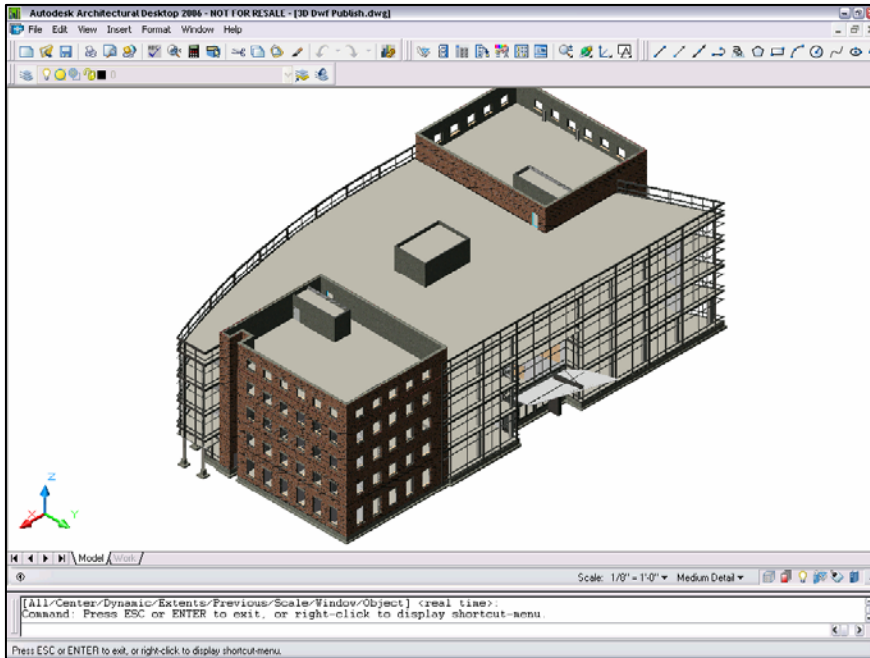 Autodesk Architectural Desktop 2006 - NOT FOR RESALE - [3D Dwf Publish.dwg]
File Edit View Insert Format Window Help
0
Z
X Y
Model Work
Scale: 1/8" = 1'-0" Medium Detail
[All/Center/Dynamic/Extents/Previous/Scale/Window/Object] <real time>:
Command: Press ESC or ENTER to exit, or right-click to display shortcut-menu.
Press ESC or ENTER to exit, or right-click to display shortcut-menu.